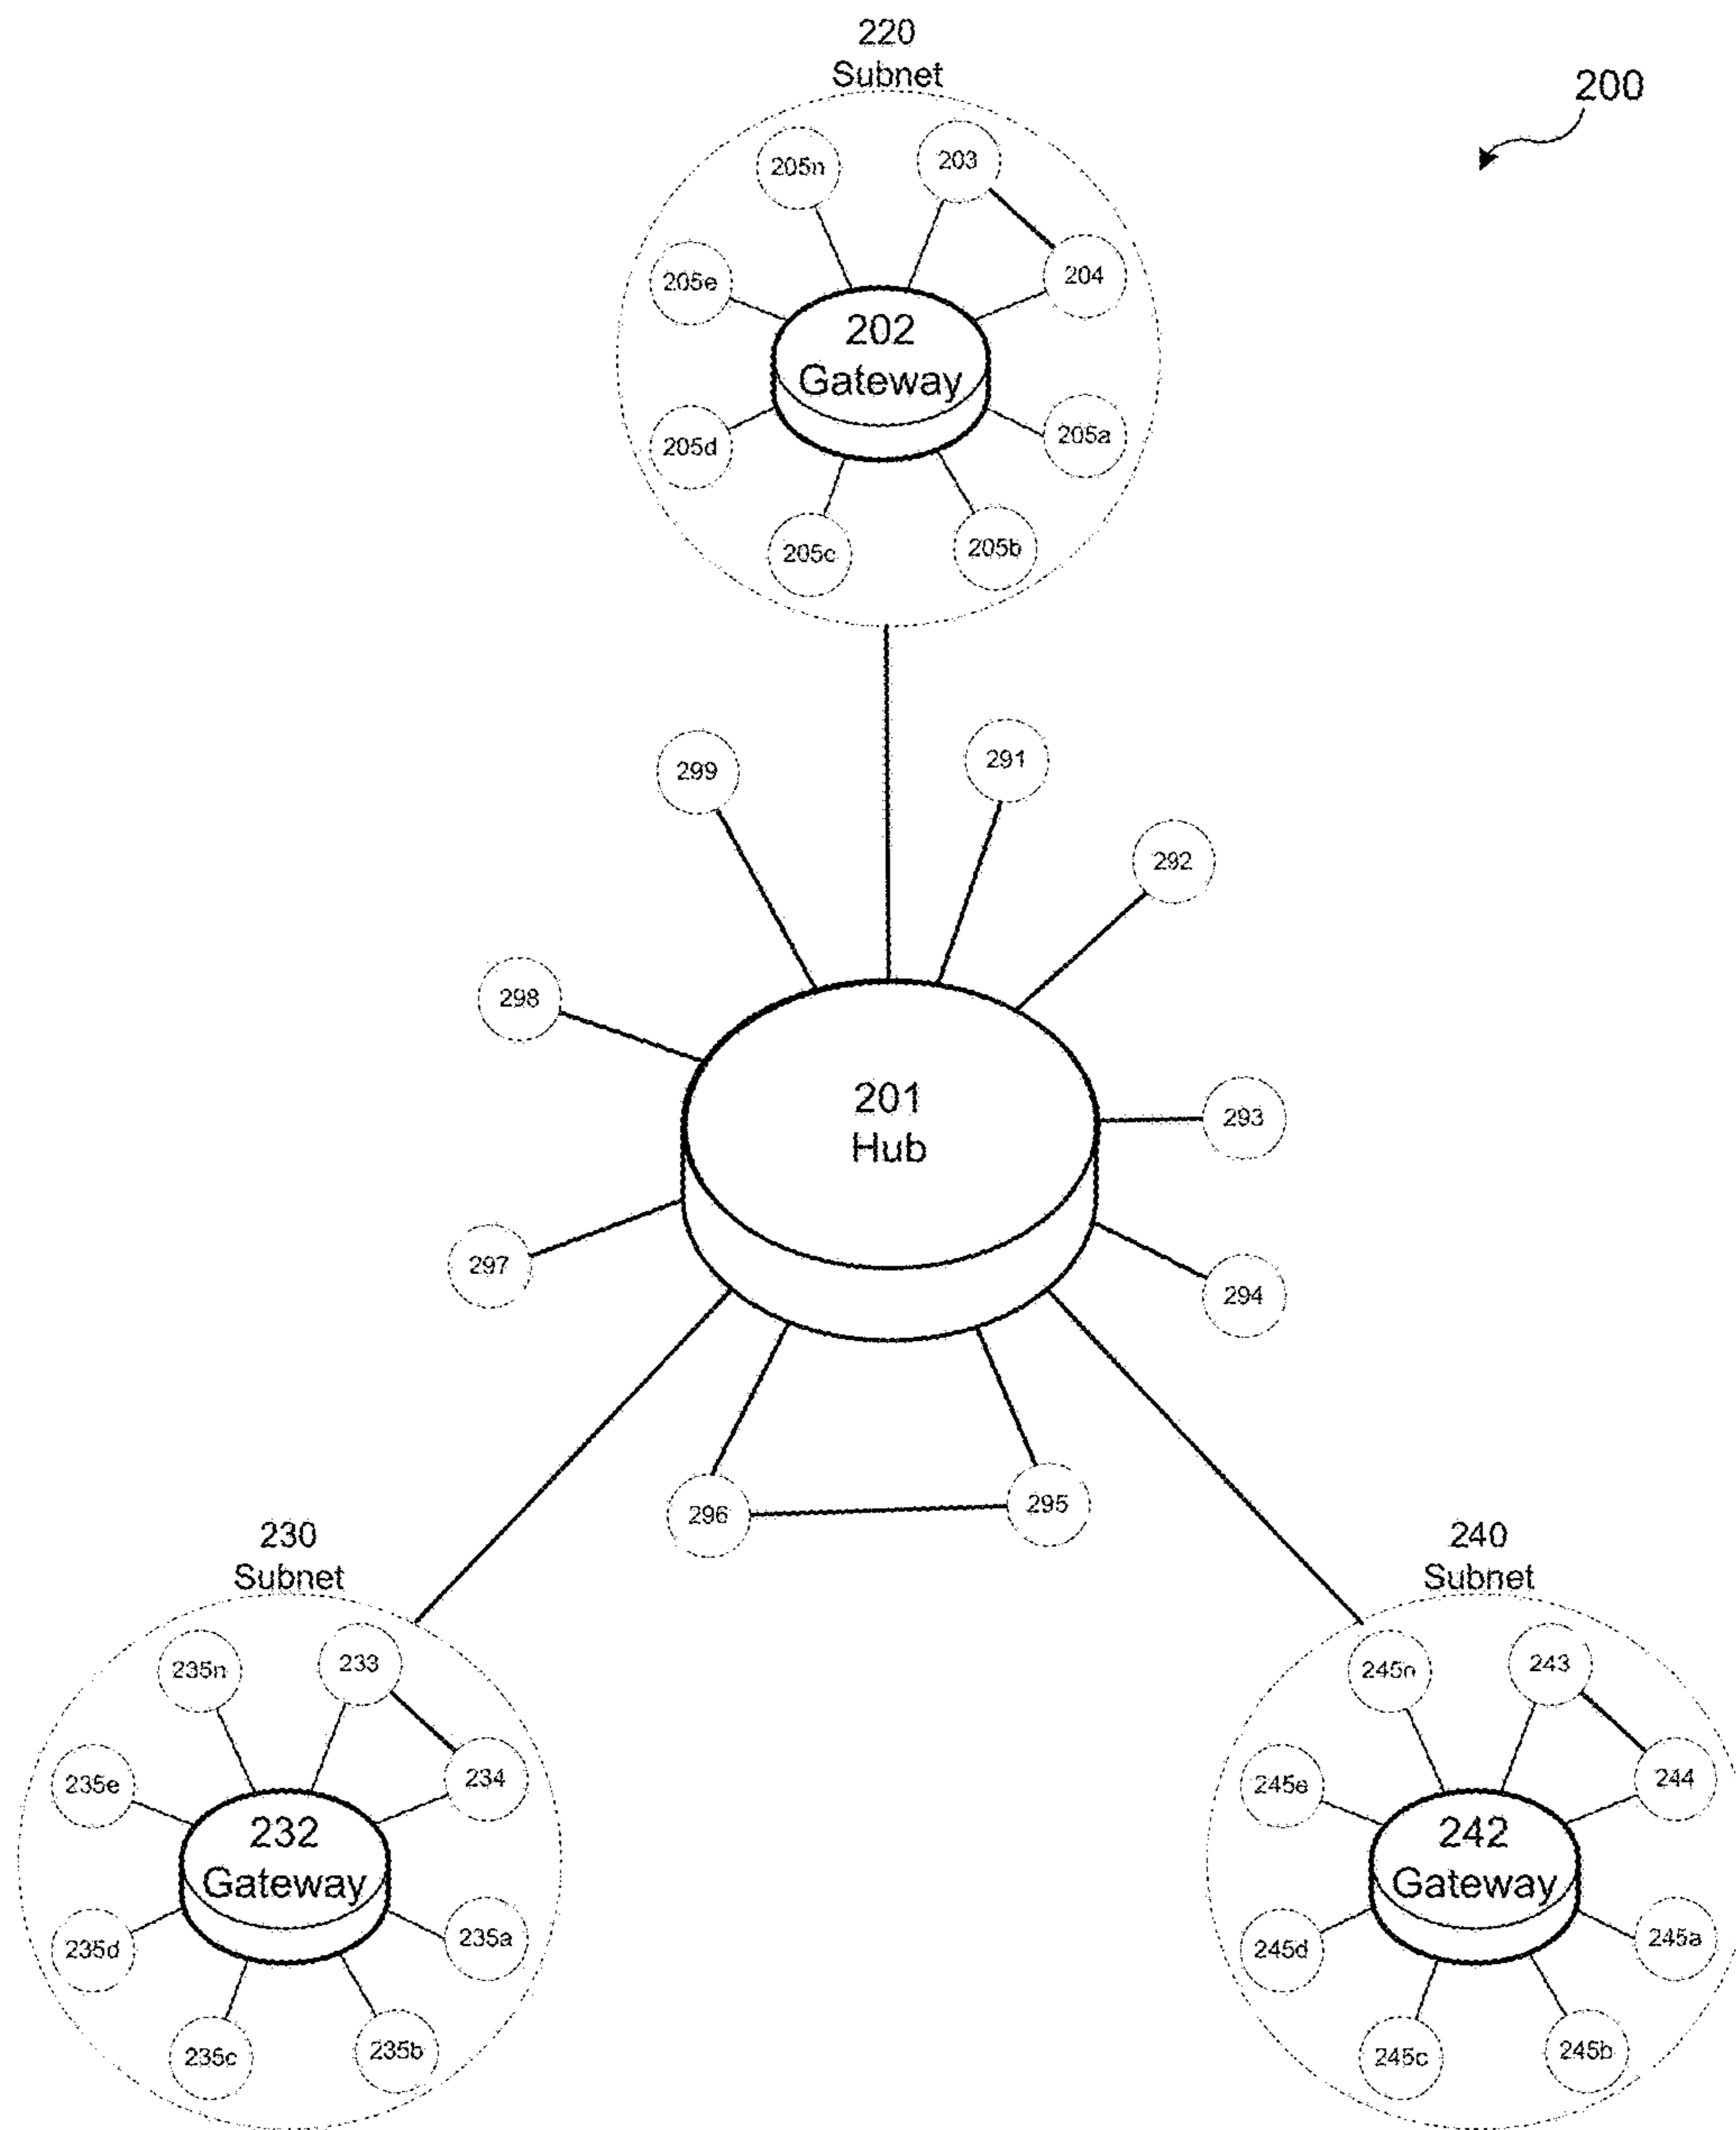 220
Subnet
200
205n
203
205e
204
202
Gateway
205d
205a
205c
205b
299
291
292
298
201
Hub
293
297
294
296
295
230
Subnet
240
Subnet
235n
233
235e
234
232
Gateway
235d
235a
235c
235b
245n
243
245e
244
242
Gateway
245d
245a
245c
245b